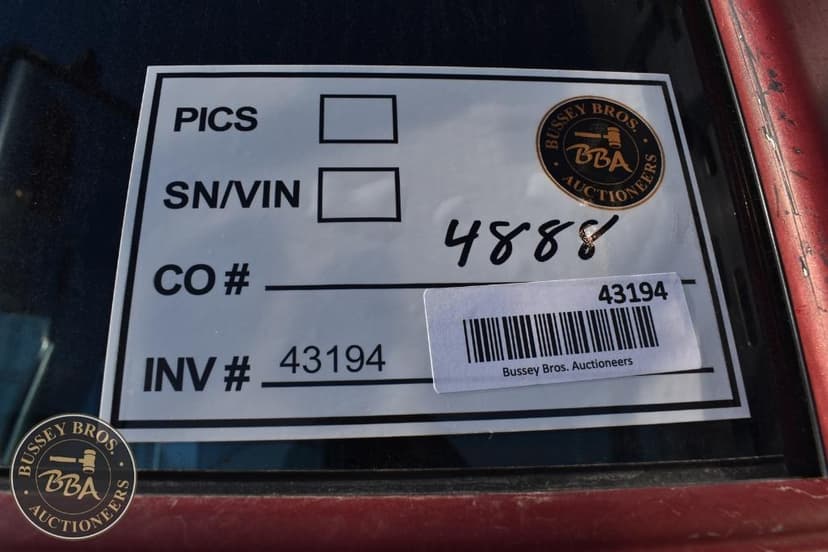 PICS
SN/VIN
CO # 4888
INV # 43194
BUSSEY BROS.
BBA
AUCTIONEERS
43194
Bussey Bros. Auctioneers
BUSSEY BROS.
BBA
AUCTIONEERS